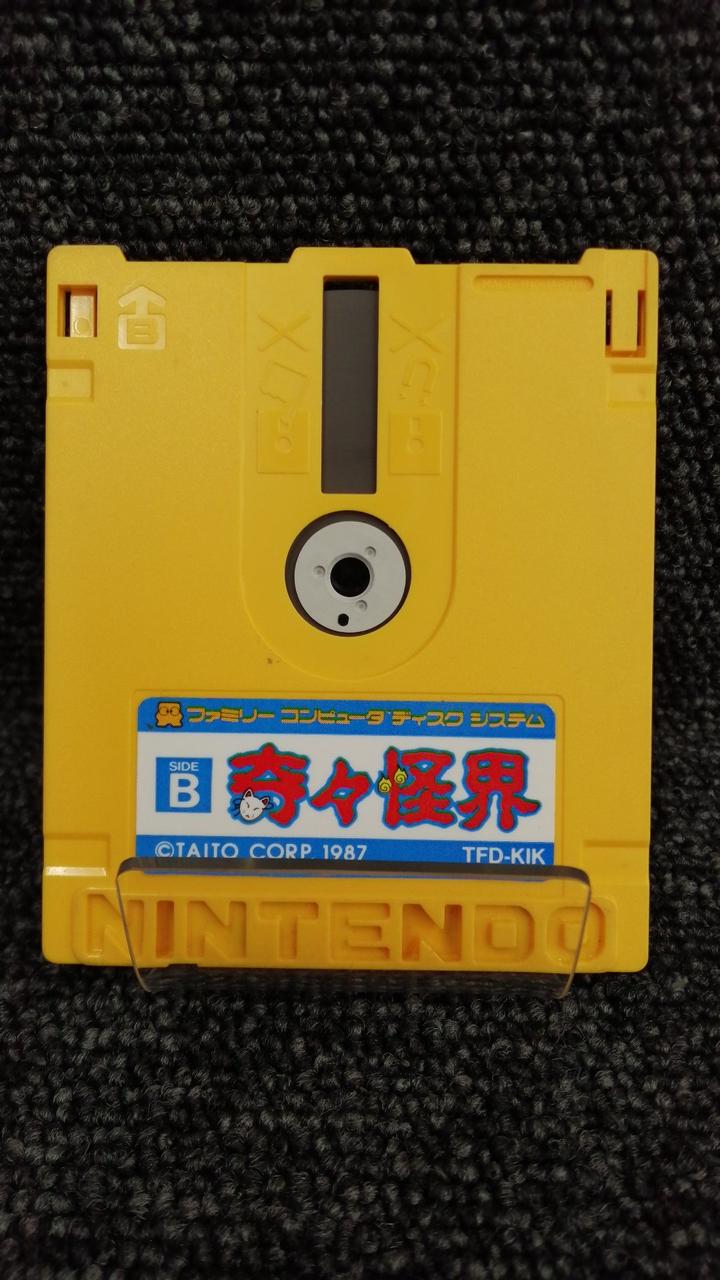 B
ファミリー コンピュータ ディスク システム
SIDE
B
奇々怪界
©TAITO CORP. 1987 TFD-KIK
NINTENDO